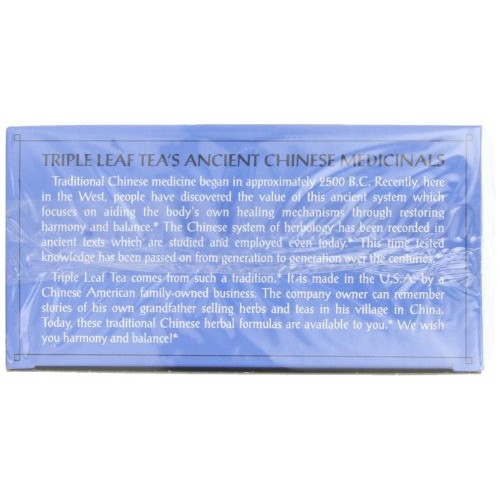 TRIPLE LEAF TEA'S ANCIENT CHINESE MEDICINALS
Traditional Chinese medicine began in approximately 2500 B.C. Recently, here
in the West, people have discovered the value of this ancient system which
focuses on aiding the body's own healing mechanisms through restoring
harmony and balance.* The Chinese system of herbology has been recorded in
ancient texts which are studied and employed even today.* This time tested
knowledge has been passed on from generation to generation over the centuries.*
Triple Leaf Tea comes from such a tradition.* It is made in the U.S.A. by a
Chinese American family-owned business. The company owner can remember
stories of his own grandfather selling herbs and teas in his village in China.
Today, these traditional Chinese herbal formulas are available to you.* We wish
you harmony and balance!*